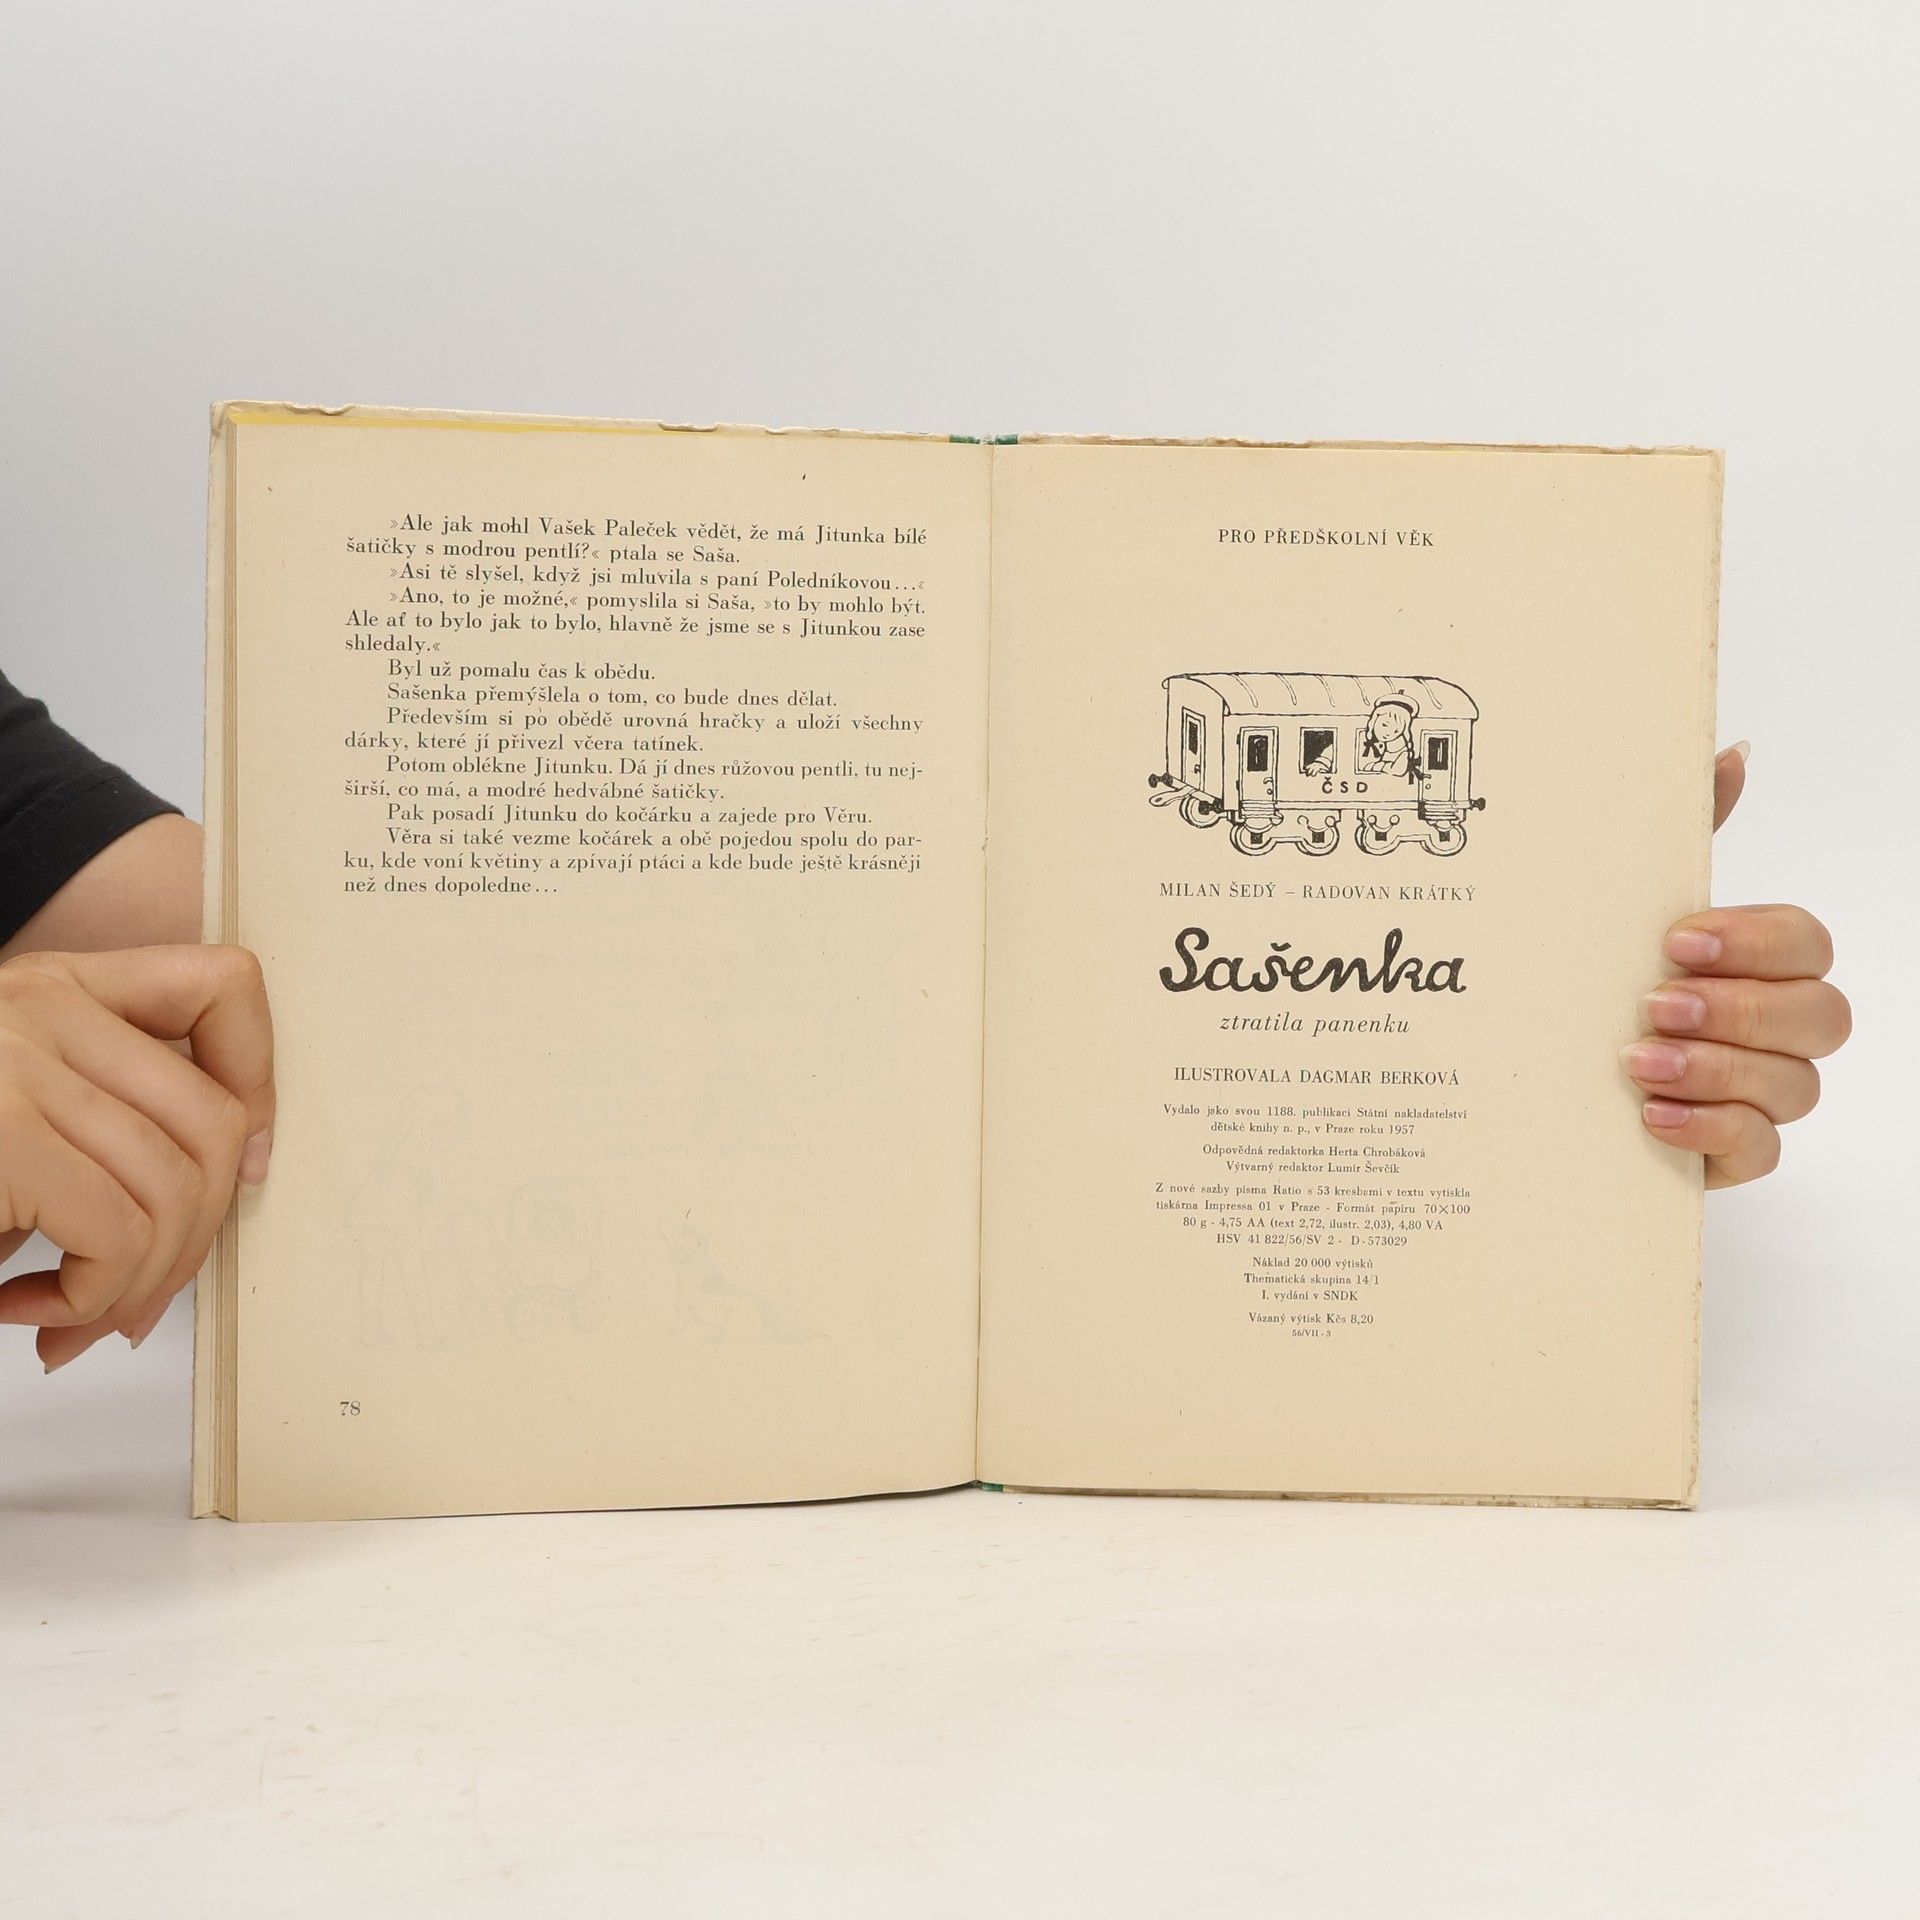 »Ale jak mohl Vašek Paleček vědět, že má Jitunka bílé
šatičky s modrou pentlí?« ptala se Saša.
»Asi tě slyšel, když jsi mluvila s paní Poledníkovou...«
»Ano, to je možné,« pomyslila si Saša, »to by mohlo být.
Ale ať to bylo jak to bylo, hlavně že jsme se s Jitunkou zase
shledaly.«
Byl už pomalu čas k obědu.
Sašenka přemýšlela o tom, co bude dnes dělat.
Především si po obědě urovná hračky a uloží všechny
dárky, které jí přivezl včera tatínek.
Potom oblékne Jitunku. Dá jí dnes růžovou pentli, tu nej-
širší, co má, a modré hedvábné šatičky.
Pak posadí Jitunku do kočárku a zajede pro Věru.
Věra si také vezme kočárek a obě pojedou spolu do par-
ku, kde voní květiny a zpívají ptáci a kde bude ještě krásněji
než dnes dopoledne...
78
PRO PŘEDŠKOLNÍ VĚK
ČSD
MILAN ŠEDÝ – RADOVAN KRÁTKÝ
Sašenka
ztratila panenku
ILUSTROVALA DAGMAR BERKOVÁ
Vydalo jako svou 1188. publikaci Státní nakladatelství
dětské knihy n. p., v Praze roku 1957
Odpovědná redaktorka Herta Chrobáková
Výtvarný redaktor Lumír Ševčík
Z nové sazby písma Ratio s 53 kresbami v textu vytiskla
tiskárna Impressa 01 v Praze - Formát papíru 70×100
80 g - 4,75 AA (text 2,72, ilustr. 2,03), 4,80 VA
HSV 41 822/56/SV 2 - D-573029
Náklad 20 000 výtisků
Thematická skupina 14/1
I. vydání v SNDK
Vázaný výtisk Kčs 8,20
56/VII - 3